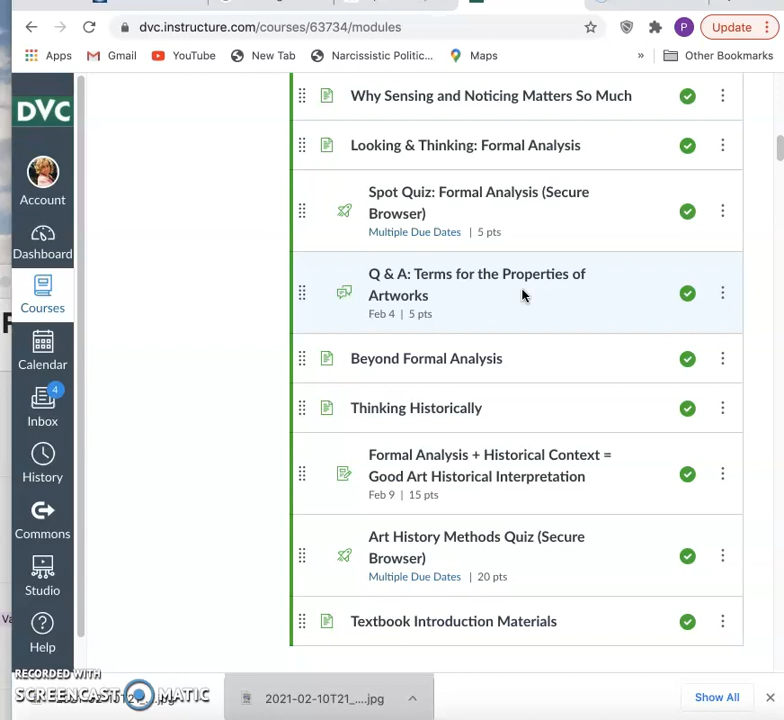 dvc.instructure.com/courses/63734/modules
P
Update
Apps
Gmail
YouTube
New Tab
Narcissistic Politic...
Maps
»
Other Bookmarks
DVC
Account
Dashboard
Courses
Calendar
4
Inbox
History
Commons
Studio
Help
Why Sensing and Noticing Matters So Much
Looking & Thinking: Formal Analysis
Spot Quiz: Formal Analysis (Secure
Browser)
Multiple Due Dates | 5 pts
Q & A: Terms for the Properties of
Artworks
Feb 4 | 5 pts
Beyond Formal Analysis
Thinking Historically
Formal Analysis + Historical Context =
Good Art Historical Interpretation
Feb 9 | 15 pts
Art History Methods Quiz (Secure
Browser)
Multiple Due Dates | 20 pts
Textbook Introduction Materials
RECORDED WITH
SCREENCAST MATIC
2021-02-10T21_....jpg
Show All